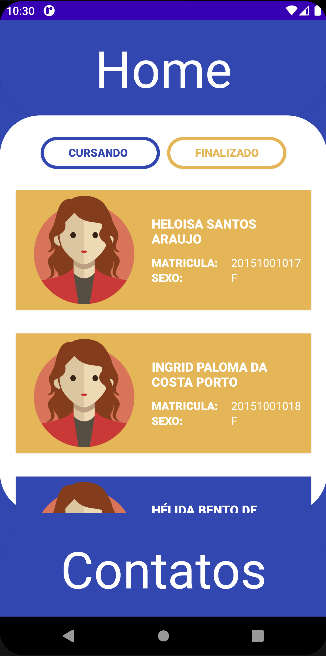 10:30
Home
CURSANDO
FINALIZADO
HELOISA SANTOS
ARAUJO
MATRICULA: 20151001017
SEXO: F
INGRID PALOMA DA
COSTA PORTO
MATRICULA: 20151001018
SEXO: F
HÉLIDA BENTO DE
Contatos